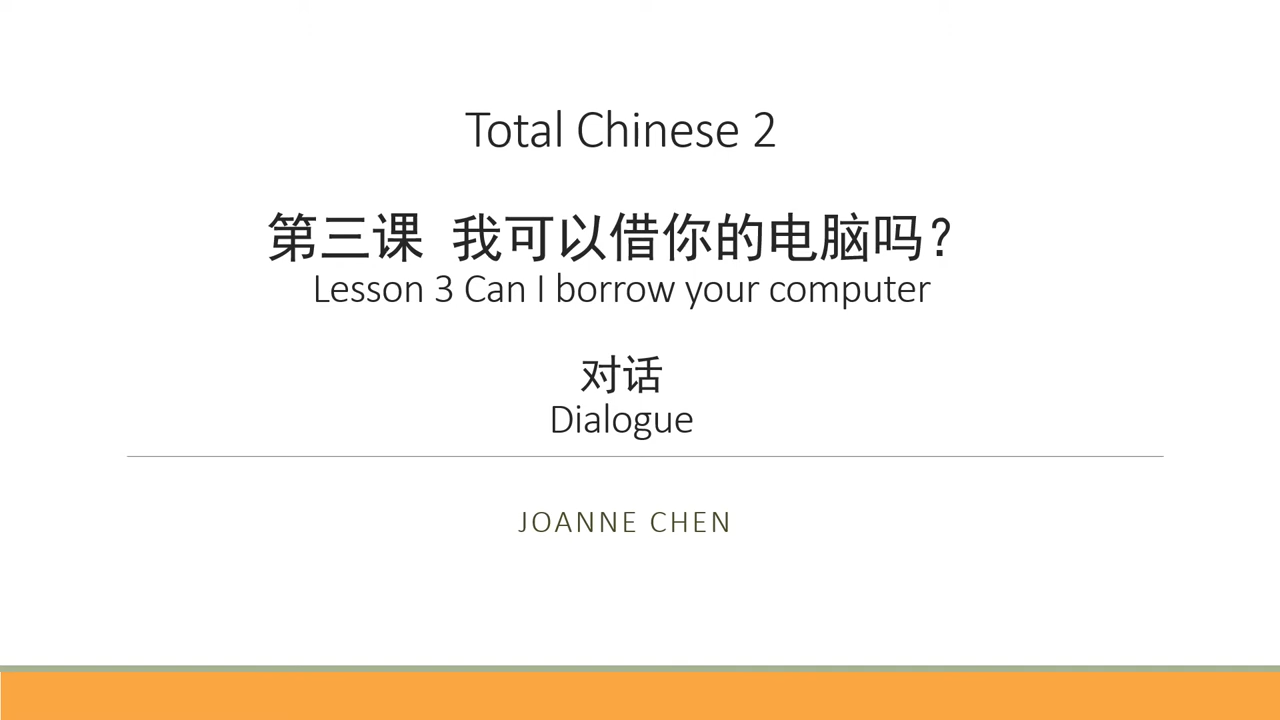 Total Chinese 2
第三课 我可以借你的电脑吗?
Lesson 3 Can I borrow your computer
对话
Dialogue
JOANNE CHEN